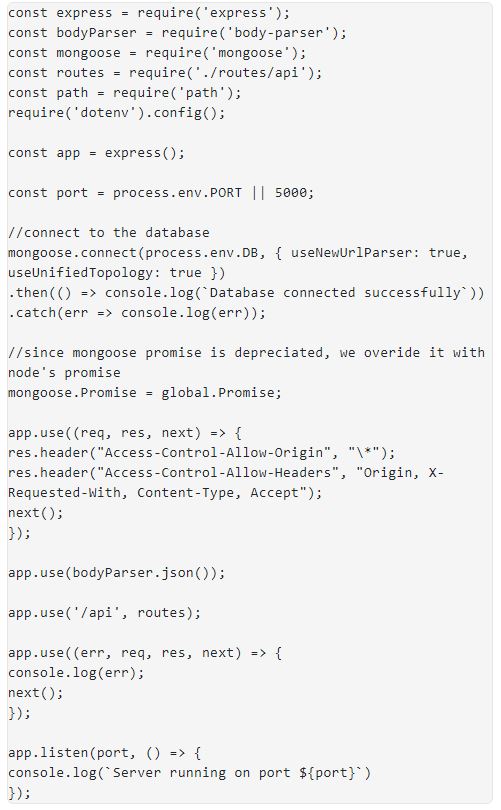 const express = require('express');
const bodyParser = require('body-parser');
const mongoose = require('mongoose');
const routes = require('./routes/api');
const path = require('path');
require('dotenv').config();
const app = express();
const port = process.env.PORT || 5000;
//connect to the database
mongoose.connect(process.env.DB, { useNewUrlParser: true,
useUnifiedTopology: true })
.then(() => console.log(`Database connected successfully`))
.catch(err => console.log(err));
//since mongoose promise is depreciated, we overide it with
node's promise
mongoose.Promise = global.Promise;
app.use((req, res, next) => {
res.header("Access-Control-Allow-Origin", "\*");
res.header("Access-Control-Allow-Headers", "Origin, X-
Requested-With, Content-Type, Accept");
next();
});
app.use(bodyParser.json());
app.use('/api', routes);
app.use((err, req, res, next) => {
console.log(err);
next();
});
app.listen(port, () => {
console.log(`Server running on port ${port}`)
});